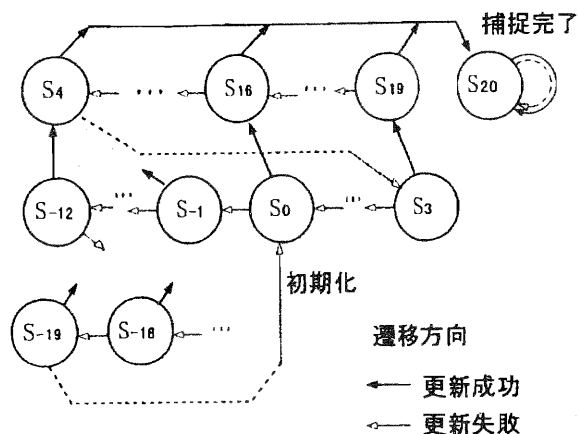 捕捉完了
S4
...
S16
...
S19
S20
S-12
...
S-1
S0
...
S3
初期化
S-19
S-18
...
遷移方向
更新成功
更新失敗